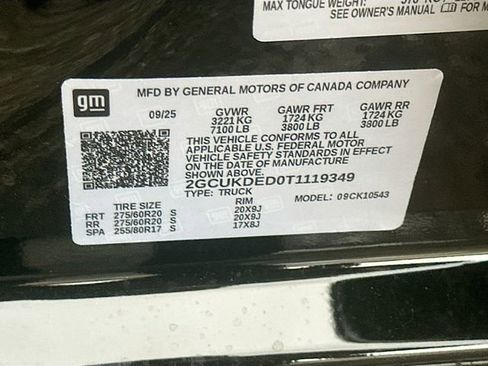 MAX TONGUE WEIGHT:
SEE OWNER'S MANUAL FOR M
gm
MFD BY GENERAL MOTORS OF CANADA COMPANY
09/25 GVWR GAWR FRT GAWR RR
3221 KG 1724 KG 1724 KG
7100 LB 3800 LB 3800 LB
THIS VEHICLE CONFORMS TO ALL
APPLICABLE U.S. FEDERAL MOTOR
VEHICLE SAFETY STANDARDS IN EFFECT
ON THE DATE OF MANUFACTURE
SHOWN ABOVE.
2GCUKDED0T1119349
TYPE: TRUCK MODEL: 09CK10543
TIRE SIZE RIM
FRT 275/60R20 S 20X9J
RR 275/60R20 S 20X9J
SPA 255/80R17 S 17X8J